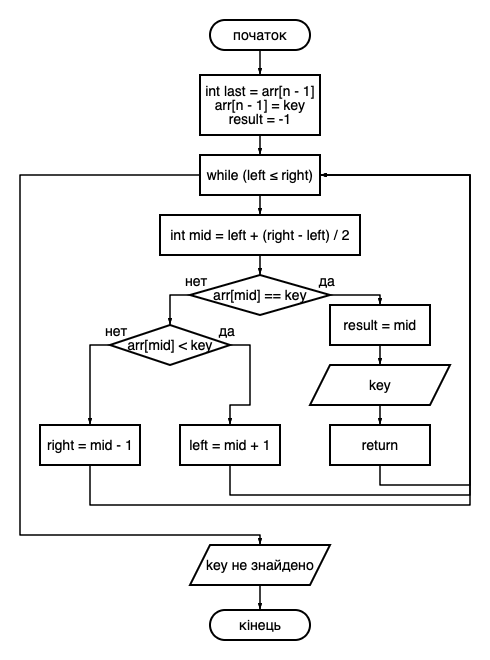 початок
int last = arr[n - 1]
arr[n - 1] = key
result = -1
while (left ≤ right)
int mid = left + (right - left) / 2
нет
да
arr[mid] == key
нет
да
arr[mid] < key
result = mid
key
right = mid - 1
left = mid + 1
return
key не знайдено
кінець